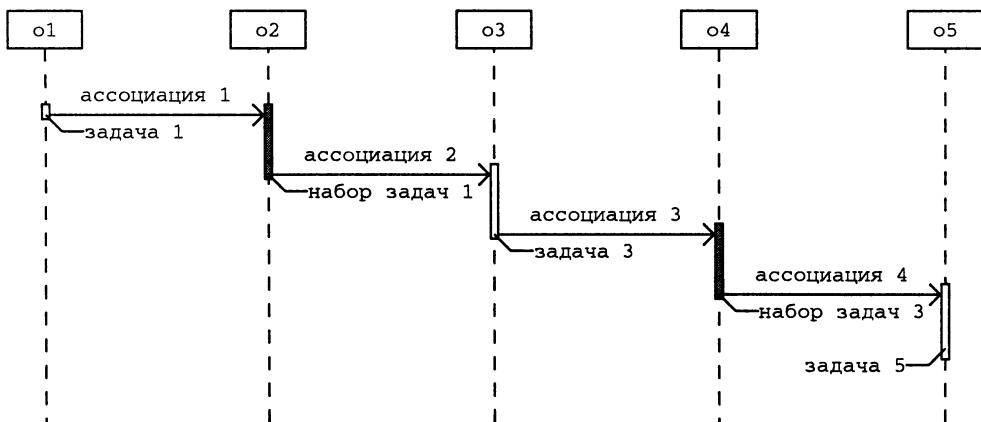 o1 o2 o3 o4 o5
ассоциация 1
задача 1
ассоциация 2
набор задач 1
ассоциация 3
задача 3
ассоциация 4
набор задач 3
задача 5